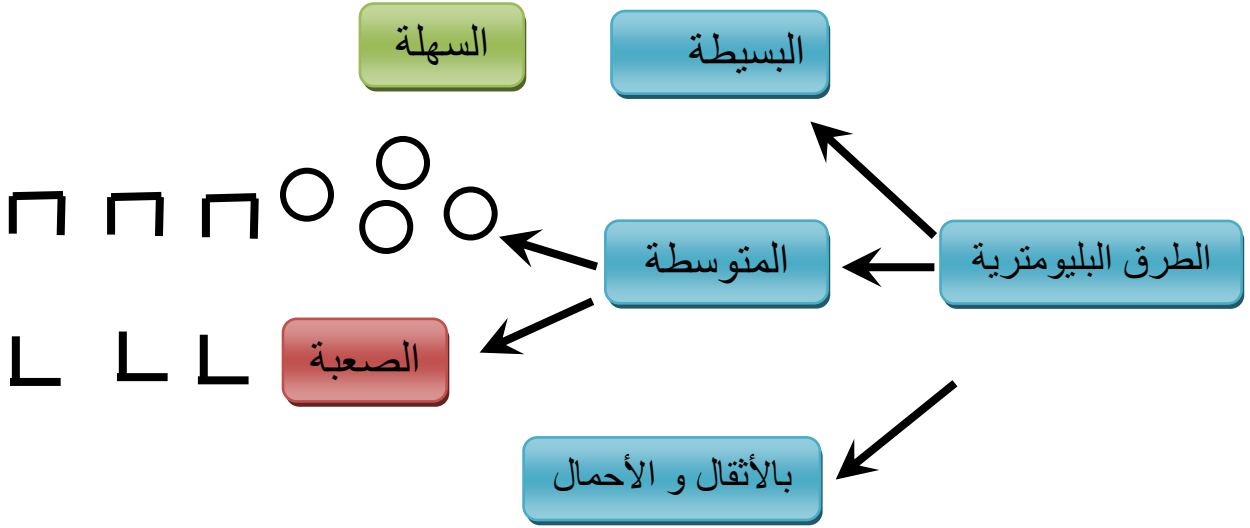 البسيطة
السهلة
الطرق البليومترية
المتوسطة
الصعبة
بالأثقال و الأحمال